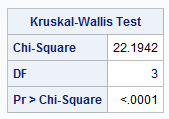 Kruskal-Wallis Test
Chi-Square 22.1942
DF 3
Pr > Chi-Square <.0001